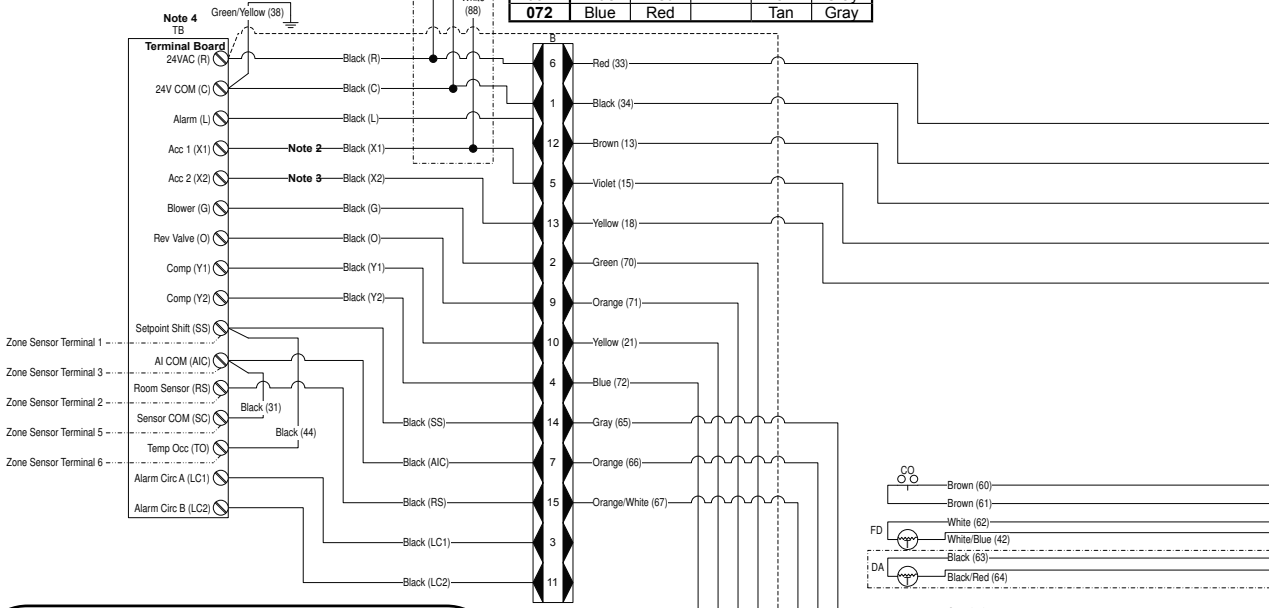 White
(88)
072 Blue Red Tan Gray
Note 4
TB
Green/Yellow (38)
Terminal Board
B
24VAC (R) Black (R) 6 Red (33)
24V COM (C) Black (C) 1 Black (34)
Alarm (L) Black (L) 12 Brown (13)
Acc 1 (X1) Note 2 Black (X1) 5 Violet (15)
Acc 2 (X2) Note 3 Black (X2) 13 Yellow (18)
Blower (G) Black (G) 2 Green (70)
Rev Valve (O) Black (O) 9 Orange (71)
Comp (Y1) Black (Y1) 10 Yellow (21)
Comp (Y2) Black (Y2) 4 Blue (72)
Setpoint Shift (SS) Black (SS) 14 Gray (65)
Zone Sensor Terminal 1
AI COM (AIC) Black (AIC) 7 Orange (66)
Zone Sensor Terminal 3
Room Sensor (RS) Black (RS) 15 Orange/White (67)
Zone Sensor Terminal 2
Black (31)
Sensor COM (SC)
Zone Sensor Terminal 5
Black (44)
Temp Occ (TO)
Zone Sensor Terminal 6
Alarm Circ A (LC1) Black (LC1) 3
Alarm Circ B (LC2) Black (LC2) 11
CO
Brown (60)
Brown (61)
FD
White (62)
White/Blue (42)
DA
Black (63)
Black/Red (64)